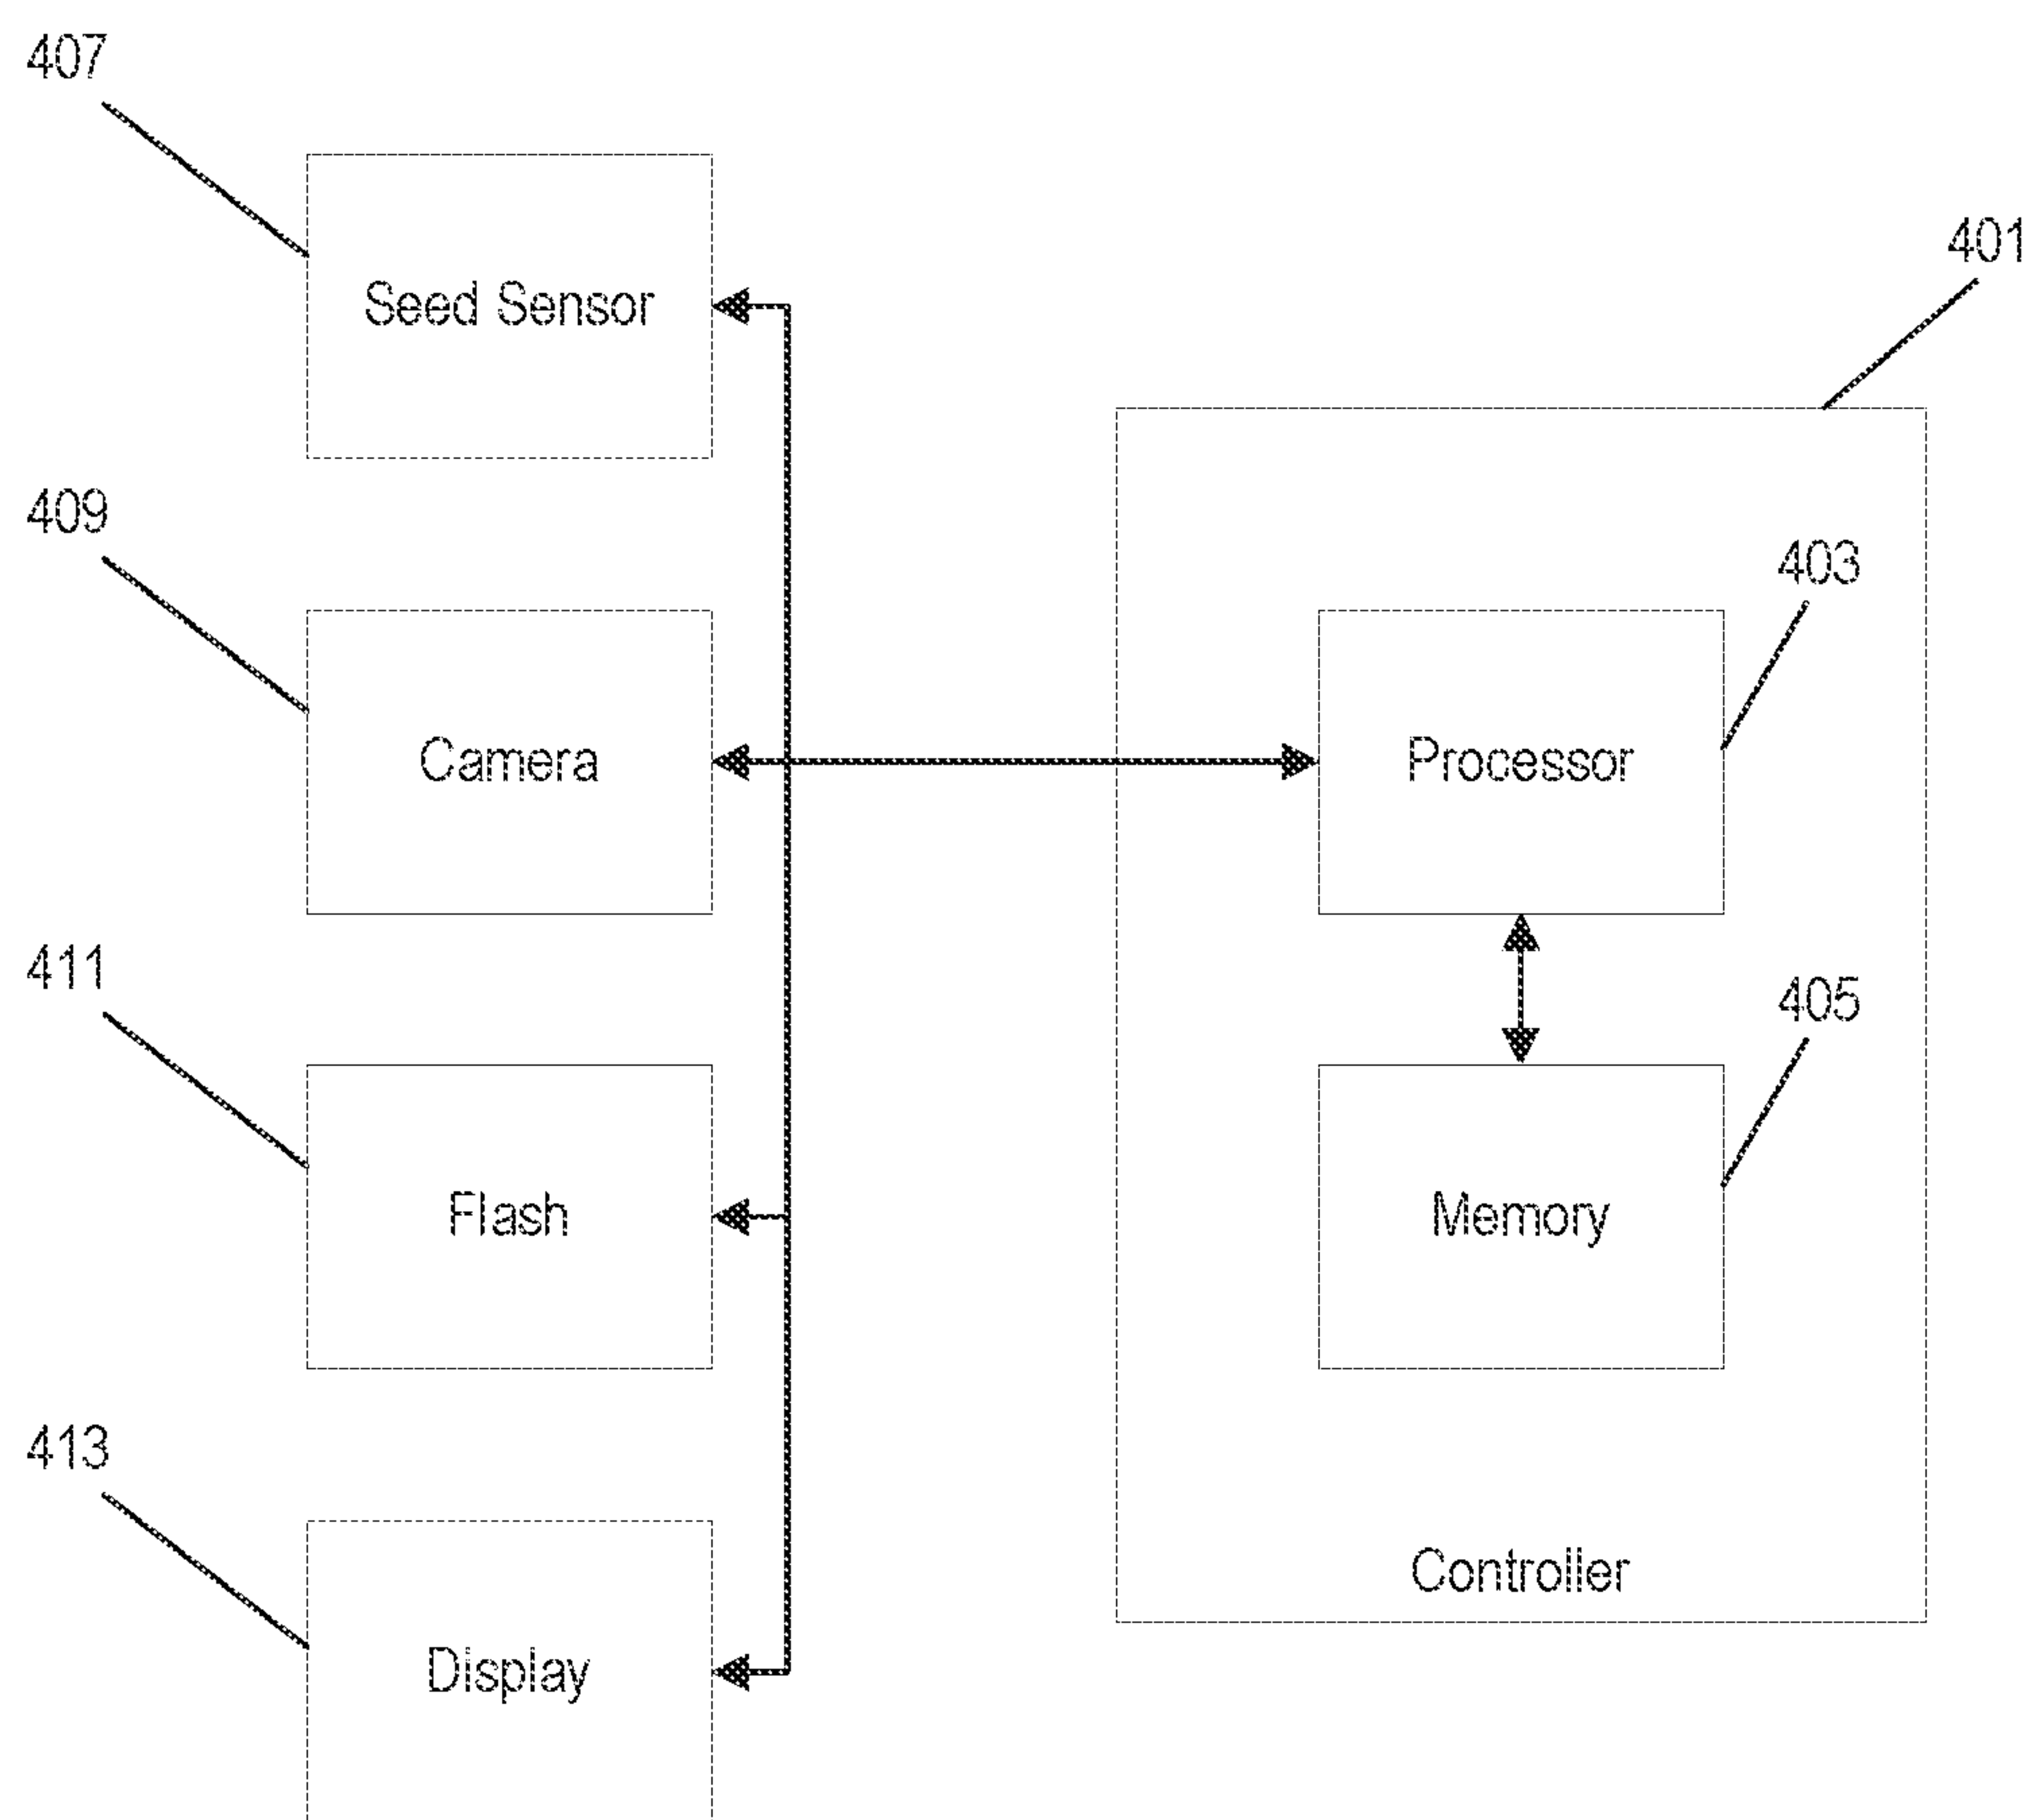 407
Seed Sensor
401
409
403
Camera
Processor
411
405
Flash
Memory
413
Controller
Display